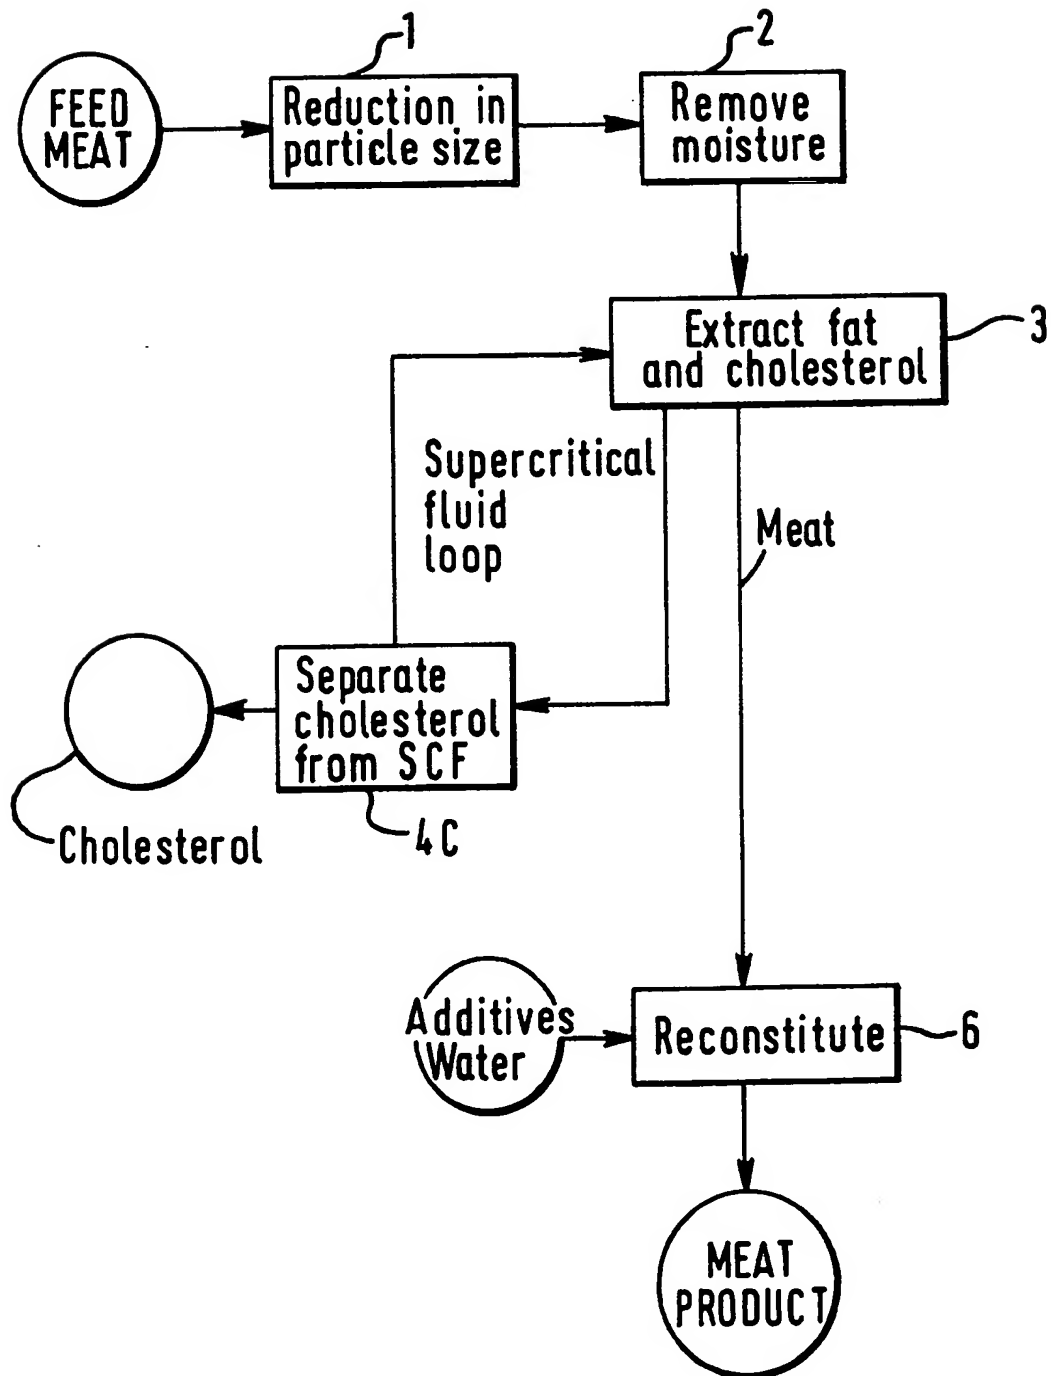 1
2
FEED
MEAT
Reduction in
particle size
Remove
moisture
Extract fat
and cholesterol
3
Supercritical
fluid
loop
Meat
Separate
cholesterol
from SCF
Cholesterol
4C
Additives
Water
Reconstitute
6
MEAT
PRODUCT